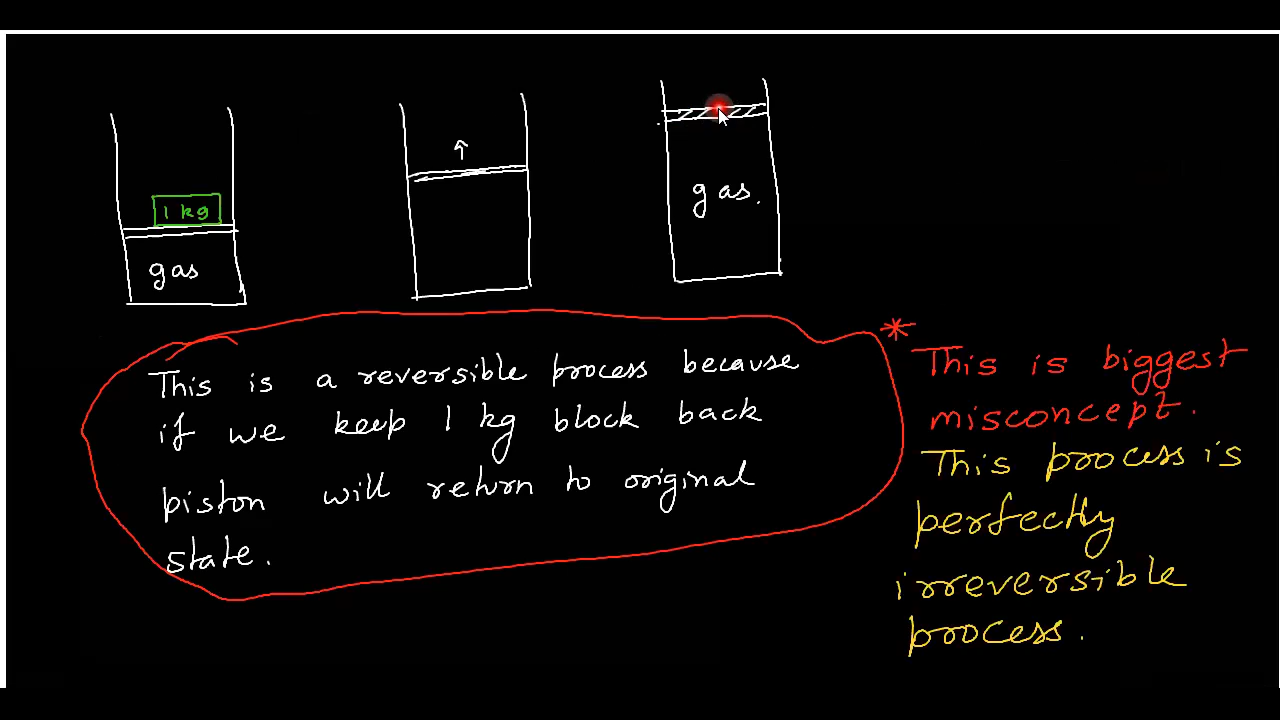 1 kg
gas
gas.
This is a reversible process because
if we keep 1 kg block back
piston will return to original
state.
* This is biggest
misconcept.
This process is
perfectly
irreversible
process.